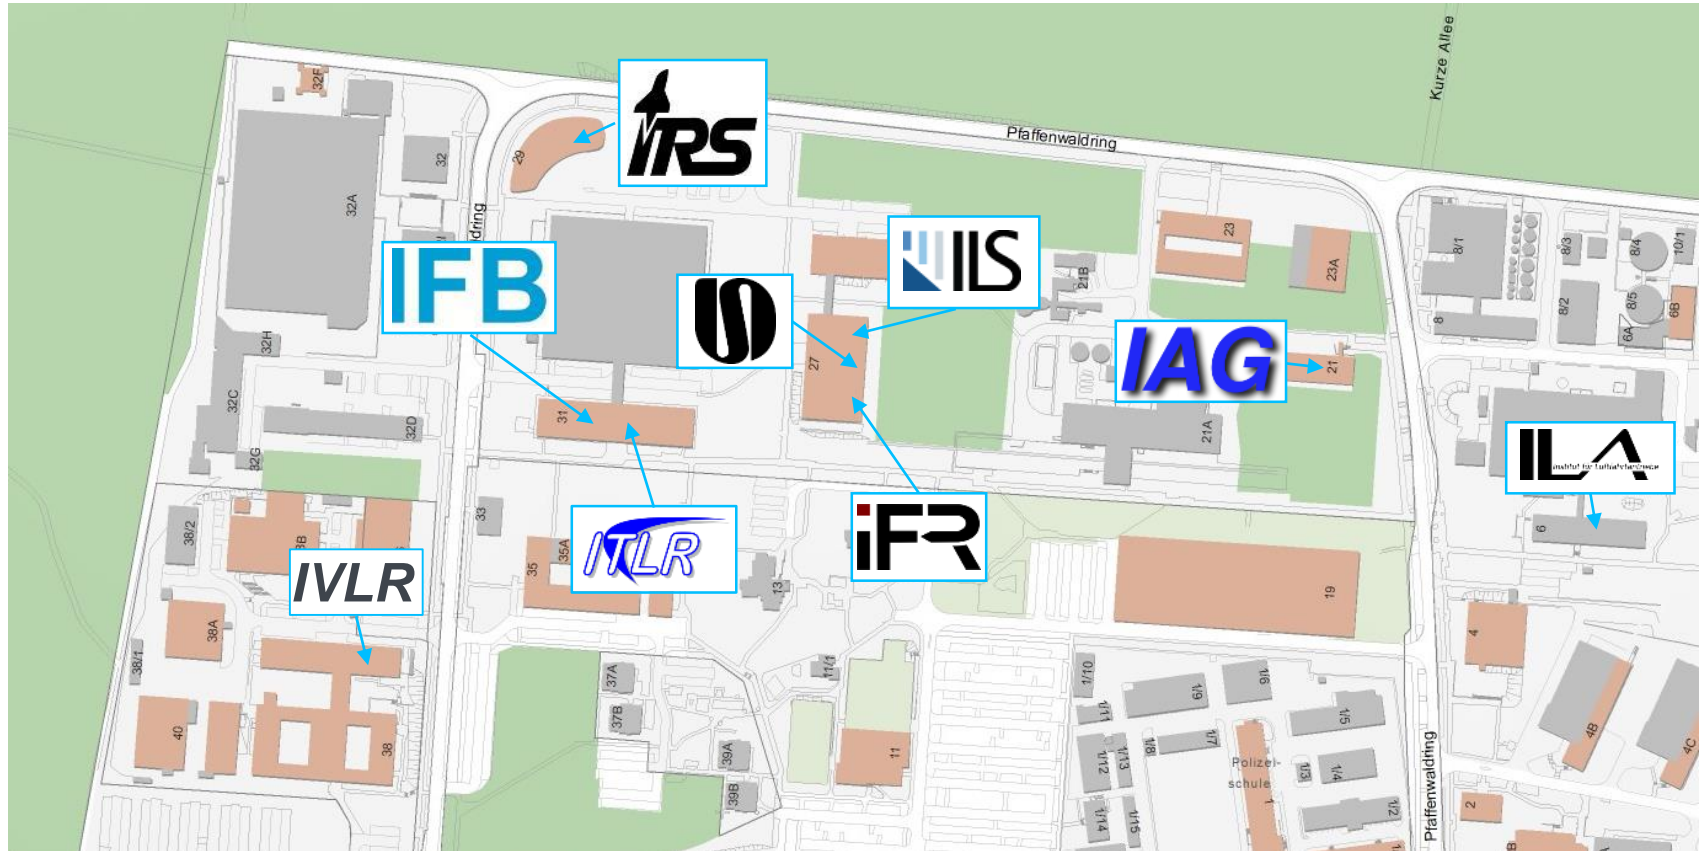 Kurze Allee
Pfaffenwaldring
32F
IRS
29
32
32A
dring
IFB
ILS
23
23A
21B
8/1
8/3
8/4
10/1
8/2
8/5
8
6A
6B
IAG
21
27
31
32H
32C
32D
32G
21A
ILA
Institut für Luftfahrtantriebe
6
33
38/2
3B
IVLR
35
35A
ITLR
iFR
13
19
4
38A
38/1
40
38
37A
37B
39A
39B
11/1
11
1/10
1/11
1/12
1/13
1/14
1/15
1/9
1/8
1/7
1/6
1/5
1/4
1/3
1/2
Polizei-
schule
1
Pfaffenwaldring
4B
4C
2